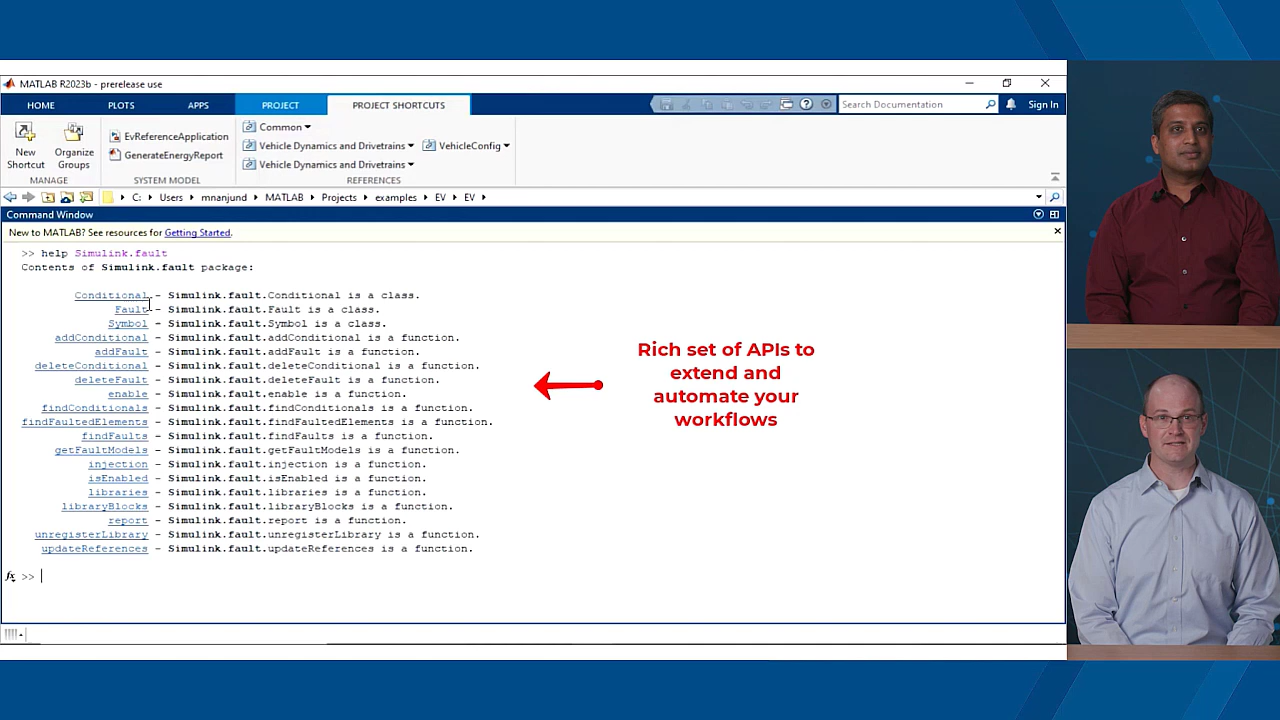 MATLAB R2023b - prerelease use
HOME
PLOTS
APPS
PROJECT
PROJECT SHORTCUTS
Search Documentation
Sign In
New
Shortcut
Organize
Groups
MANAGE
EvReferenceApplication
GenerateEnergyReport
SYSTEM MODEL
Common
Vehicle Dynamics and Drivetrains
VehicleConfig
Vehicle Dynamics and Drivetrains
REFERENCES
C: Users mnanjund MATLAB Projects examples EV EV
Command Window
New to MATLAB? See resources for Getting Started.
>> help Simulink.fault
Contents of Simulink.fault package:
Conditional - Simulink.fault.Conditional is a class.
Fault - Simulink.fault.Fault is a class.
Symbol - Simulink.fault.Symbol is a class.
addConditional - Simulink.fault.addConditional is a function.
addFault - Simulink.fault.addFault is a function.
deleteConditional - Simulink.fault.deleteConditional is a function.
deleteFault - Simulink.fault.deleteFault is a function.
enable - Simulink.fault.enable is a function.
findConditionals - Simulink.fault.findConditionals is a function.
findFaultedElements - Simulink.fault.findFaultedElements is a function.
findFaults - Simulink.fault.findFaults is a function.
getFaultModels - Simulink.fault.getFaultModels is a function.
injection - Simulink.fault.injection is a function.
isEnabled - Simulink.fault.isEnabled is a function.
libraries - Simulink.fault.libraries is a function.
libraryBlocks - Simulink.fault.libraryBlocks is a function.
report - Simulink.fault.report is a function.
unregisterLibrary - Simulink.fault.unregisterLibrary is a function.
updateReferences - Simulink.fault.updateReferences is a function.
fx >>
Rich set of APIs to
extend and
automate your
workflows